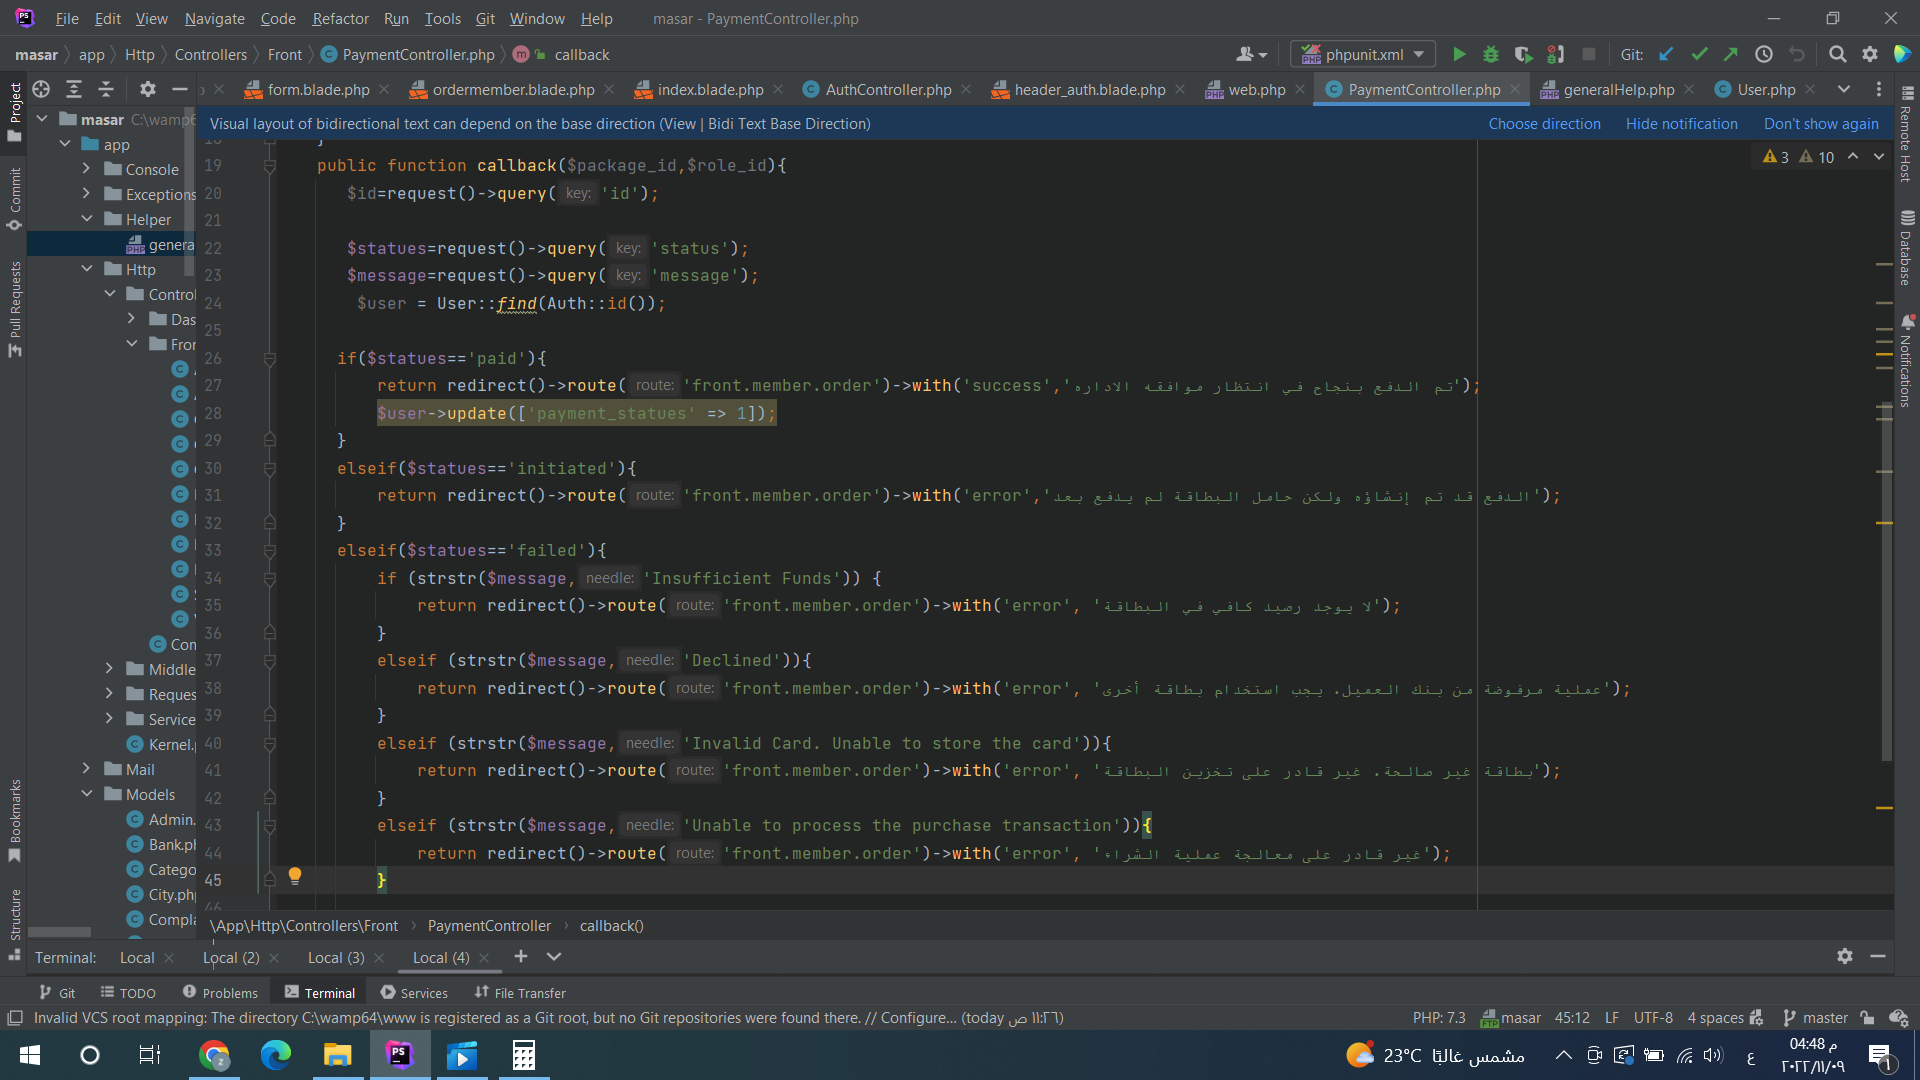 File Edit View Navigate Code Refactor Run Tools Git Window Help masar - PaymentController.php
masar app Http Controllers Front PaymentController.php callback phpunit.xml Git:
form.blade.php ordermember.blade.php index.blade.php AuthController.php header_auth.blade.php web.php PaymentController.php generalHelp.php User.php
Visual layout of bidirectional text can depend on the base direction (View | Bidi Text Base Direction) Choose direction Hide notification Don't show again
Project
Commit
Pull Requests
Bookmarks
Structure
masar C:\wamp6
app
Console
Exceptions
Helper
genera
Http
Control
Das
Fron
Con
Middle
Reques
Service
Kernel.
Mail
Models
Admin.
Bank.ph
Catego
City.php
Compla
3 10
19 public function callback($package_id,$role_id){
20 $id=request()->query( key: 'id');
21
22 $statues=request()->query( key: 'status');
23 $message=request()->query( key: 'message');
24 $user = User::find(Auth::id());
25
26 if($statues=='paid'){
27 return redirect()->route( route: 'front.member.order')->with('success','تم الدفع بنجاح في انتظار موافقه الاداره');
28 $user->update(['payment_statues' => 1]);
29 }
30 elseif($statues=='initiated'){
31 return redirect()->route( route: 'front.member.order')->with('error','الدفع قد تم إنشاؤه ولكن حامل البطاقة لم يدفع بعد');
32 }
33 elseif($statues=='failed'){
34 if (strstr($message, needle: 'Insufficient Funds')) {
35 return redirect()->route( route: 'front.member.order')->with('error', 'لا يوجد رصيد كافي في البطاقة');
36 }
37 elseif (strstr($message, needle: 'Declined')){
38 return redirect()->route( route: 'front.member.order')->with('error', 'عملية مرفوضة من بنك العميل. يجب استخدام بطاقة أخرى');
39 }
40 elseif (strstr($message, needle: 'Invalid Card. Unable to store the card')){
41 return redirect()->route( route: 'front.member.order')->with('error', 'بطاقة غير صالحة. غير قادر على تخزين البطاقة');
42 }
43 elseif (strstr($message, needle: 'Unable to process the purchase transaction')){
44 return redirect()->route( route: 'front.member.order')->with('error', 'غير قادر على معالجة عملية الشراء');
45 }
Remote Host
Database
Notifications
\App\Http\Controllers\Front PaymentController callback()
Terminal: Local Local (2) Local (3) Local (4)
Git TODO Problems Terminal Services File Transfer
Invalid VCS root mapping: The directory C:\wamp64\www is registered as a Git root, but no Git repositories were found there. // Configure... (today ١١:٢٦ ص) PHP: 7.3 masar 45:12 LF UTF-8 4 spaces master
23°C مشمس غالبًا ع 04:48 م
٢٠٢٢/١١/٠٩
١